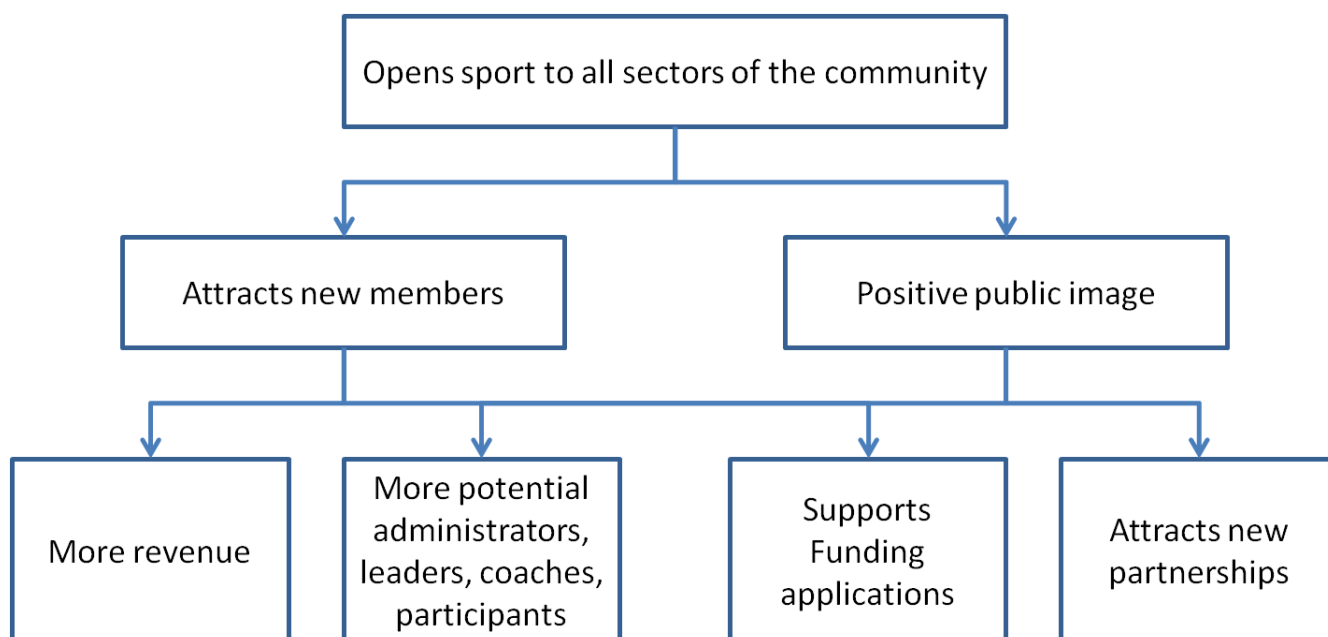 Opens sport to all sectors of the community
Attracts new members
Positive public image
More revenue
More potential
administrators,
leaders, coaches,
participants
Supports
Funding
applications
Attracts new
partnerships